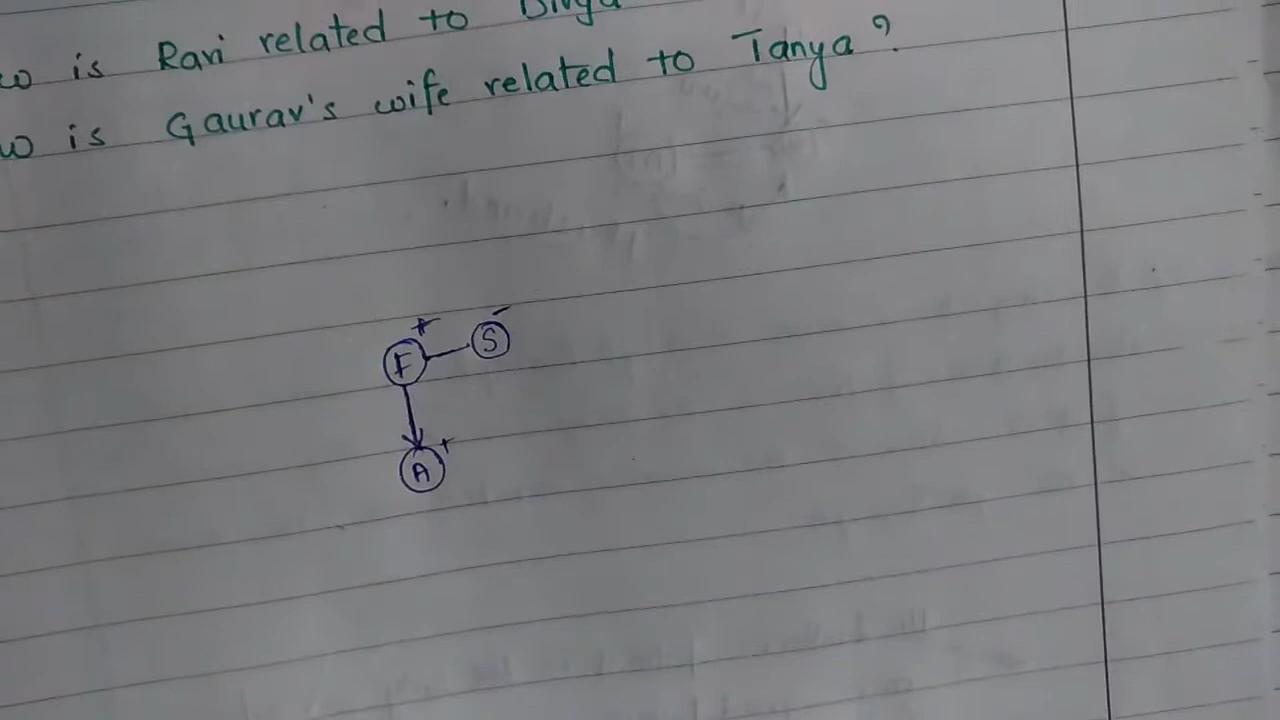 is Ravi related to
is Gaurav's wife related to Tanya?
+ -
F S
+
A